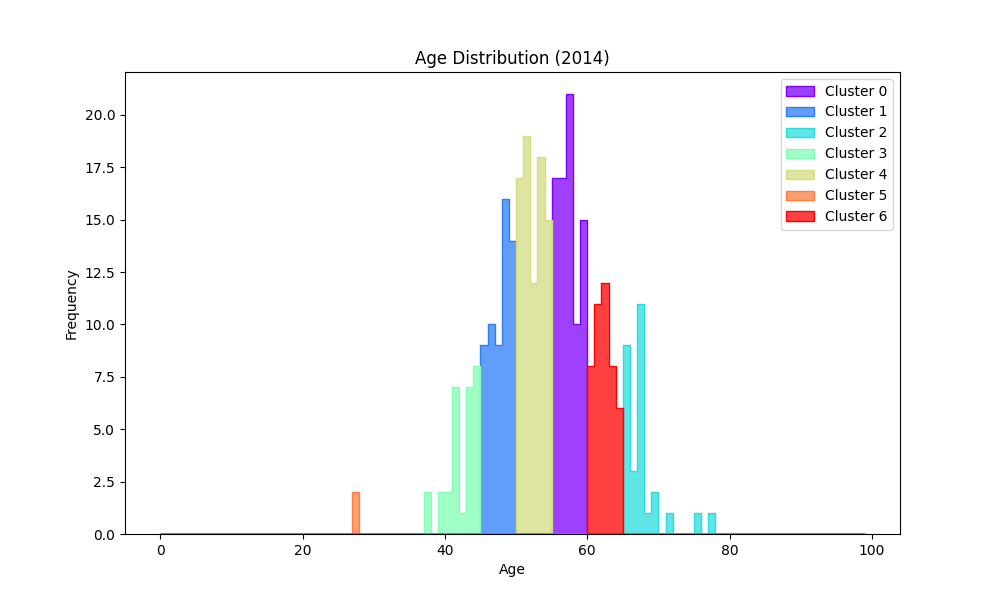 Age Distribution (2014)
Cluster 0
Cluster 1
Cluster 2
Cluster 3
Cluster 4
Cluster 5
Cluster 6
Frequency
20.0
17.5
15.0
12.5
10.0
7.5
5.0
2.5
0.0
0 20 40 60 80 100
Age